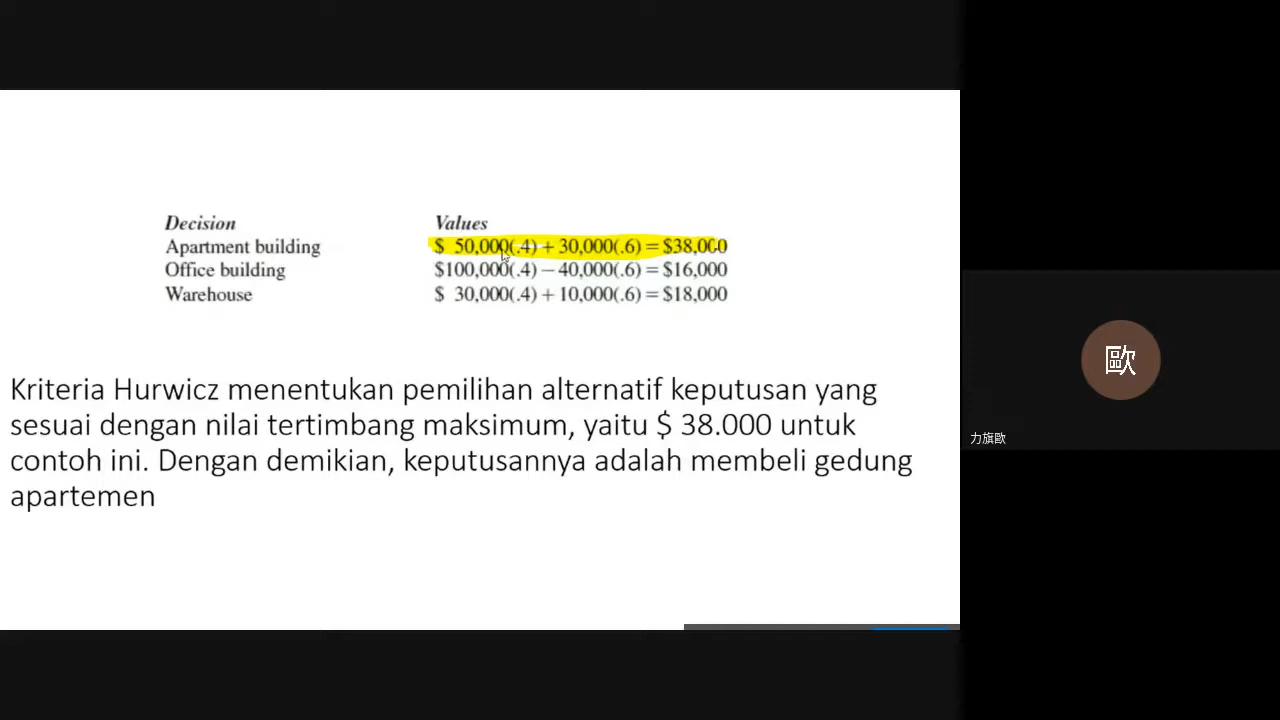 Decision Values
Apartment building $ 50,000(.4) + 30,000(.6) = $38,000
Office building $100,000(.4) – 40,000(.6) = $16,000
Warehouse $ 30,000(.4) + 10,000(.6) = $18,000
Kriteria Hurwicz menentukan pemilihan alternatif keputusan yang
sesuai dengan nilai tertimbang maksimum, yaitu $ 38.000 untuk
contoh ini. Dengan demikian, keputusannya adalah membeli gedung
apartemen
歐
力旗歐